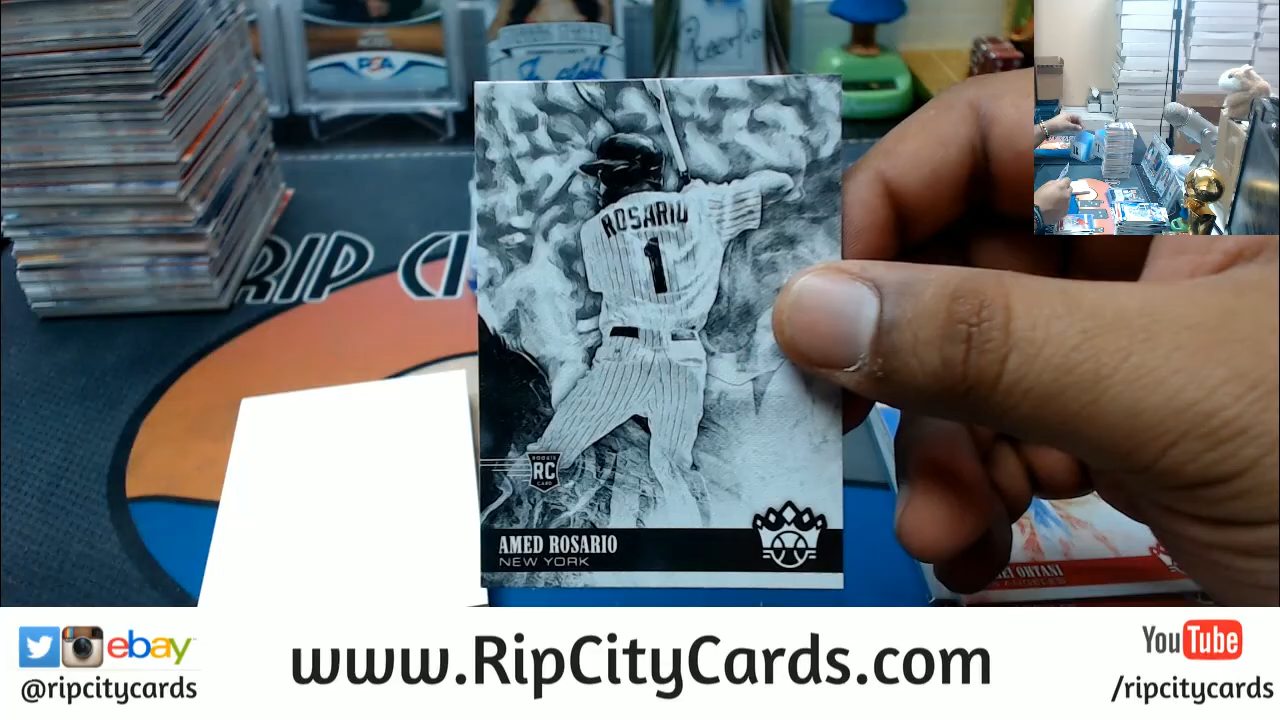 PSA
RIP C
ROSARIO
1
ROOKIE
RC
CARD
AMED ROSARIO
NEW YORK
OHTANI
ebay
www.RipCityCards.com
YouTube
@ripcitycards
/ripcitycards